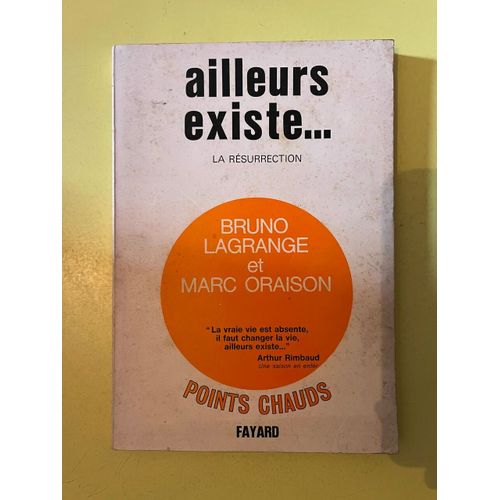 ailleurs
existe...
LA RÉSURRECTION
BRUNO
LAGRANGE
et
MARC ORAISON
"La vraie vie est absente,
il faut changer la vie,
ailleurs existe..."
Arthur Rimbaud
Une saison en enfer
POINTS CHAUDS
FAYARD